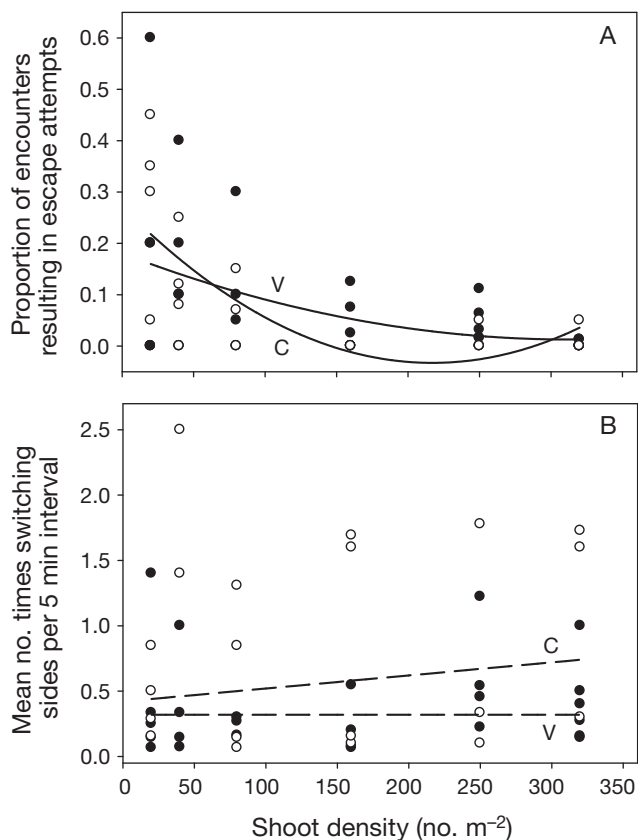 A
0.6
0.5
0.4
0.3
0.2
0.1
0.0
Proportion of encounters
resulting in escape attempts
V
C
B
2.5
2.0
1.5
1.0
0.5
0.0
Mean no. times switching
sides per 5 min interval
C
V
0 50 100 150 200 250 300 350
Shoot density (no. m⁻²)